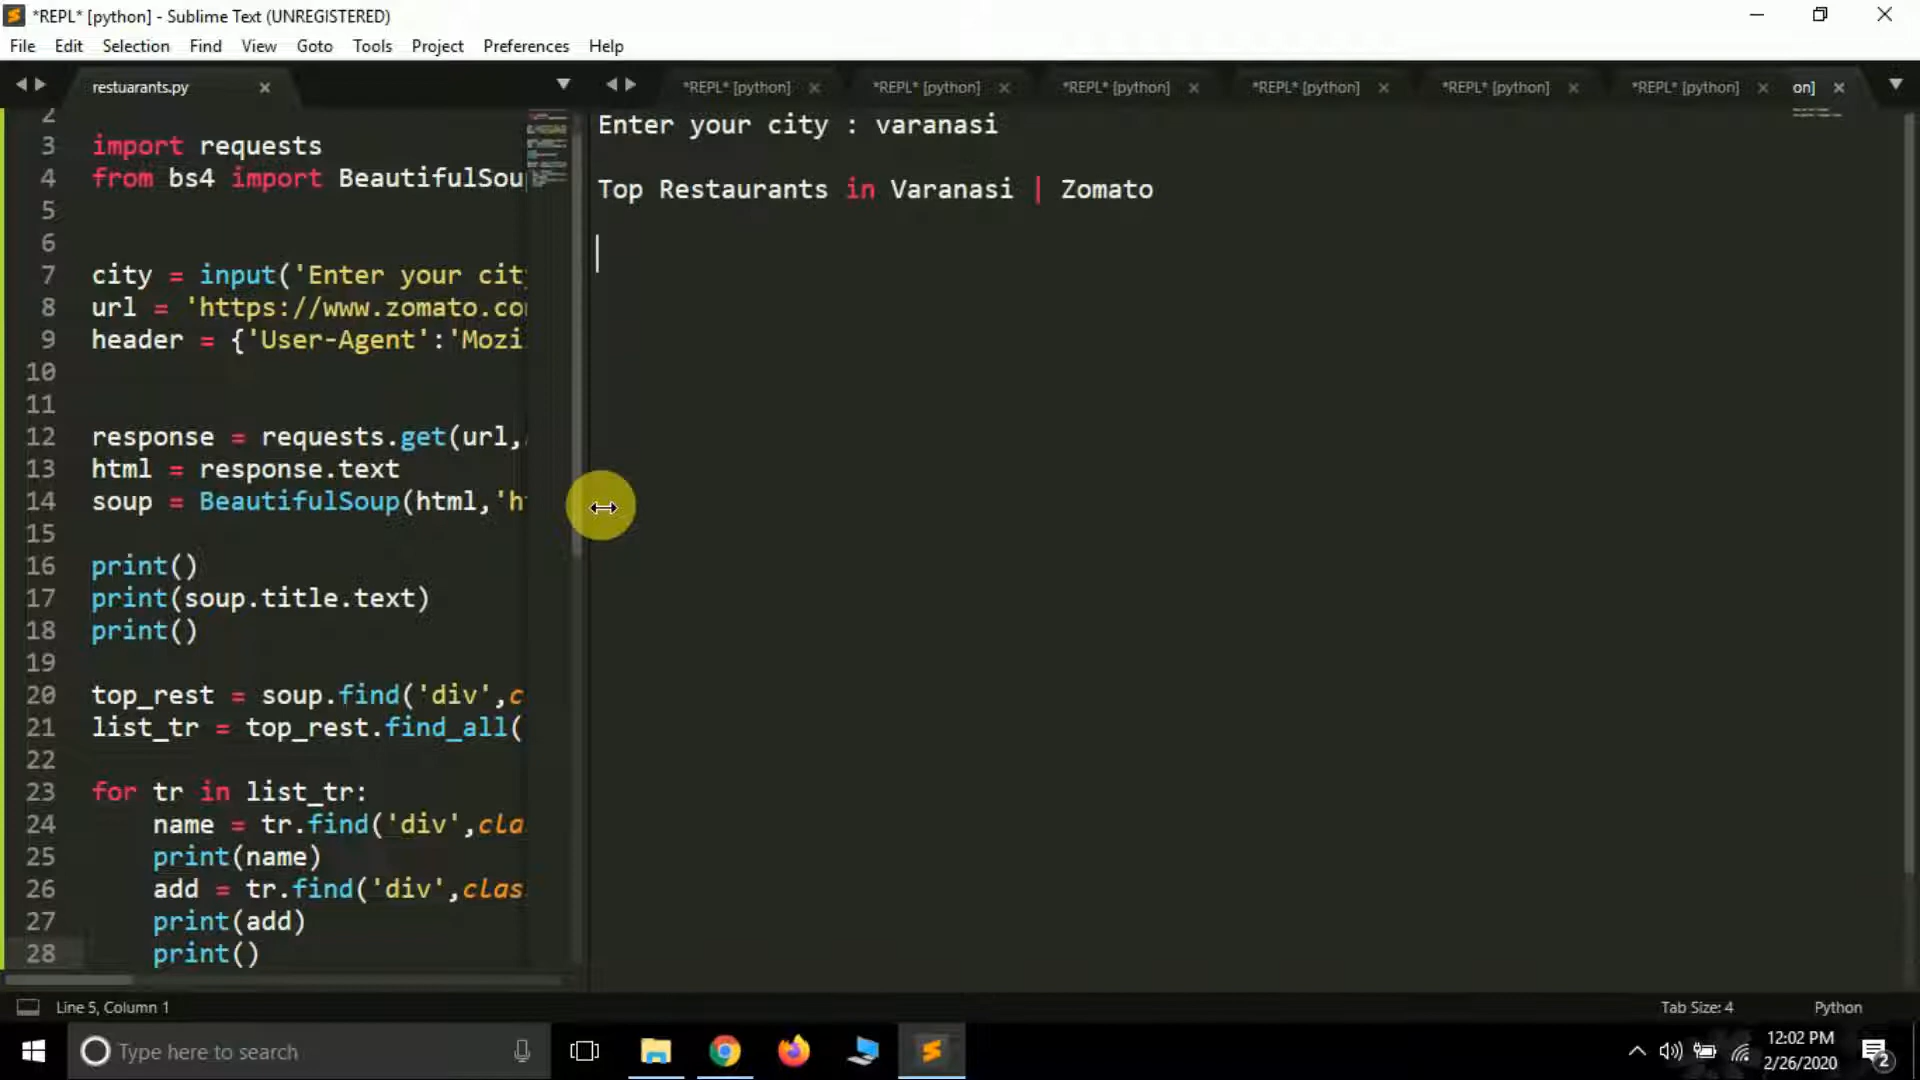 *REPL* [python] - Sublime Text (UNREGISTERED)
File Edit Selection Find View Goto Tools Project Preferences Help
restuarants.py
*REPL* [python] *REPL* [python] *REPL* [python] *REPL* [python] *REPL* [python] *REPL* [python] on]
2
3 import requests
4 from bs4 import BeautifulSou
5
6
7 city = input('Enter your cit
8 url = 'https://www.zomato.co
9 header = {'User-Agent':'Mozi
10
11
12 response = requests.get(url,
13 html = response.text
14 soup = BeautifulSoup(html,'h
15
16 print()
17 print(soup.title.text)
18 print()
19
20 top_rest = soup.find('div',c
21 list_tr = top_rest.find_all(
22
23 for tr in list_tr:
24 name = tr.find('div',cla
25 print(name)
26 add = tr.find('div',clas
27 print(add)
28 print()
Enter your city : varanasi
Top Restaurants in Varanasi | Zomato
Line 5, Column 1
Tab Size: 4 Python
Type here to search
12:02 PM
2/26/2020
2